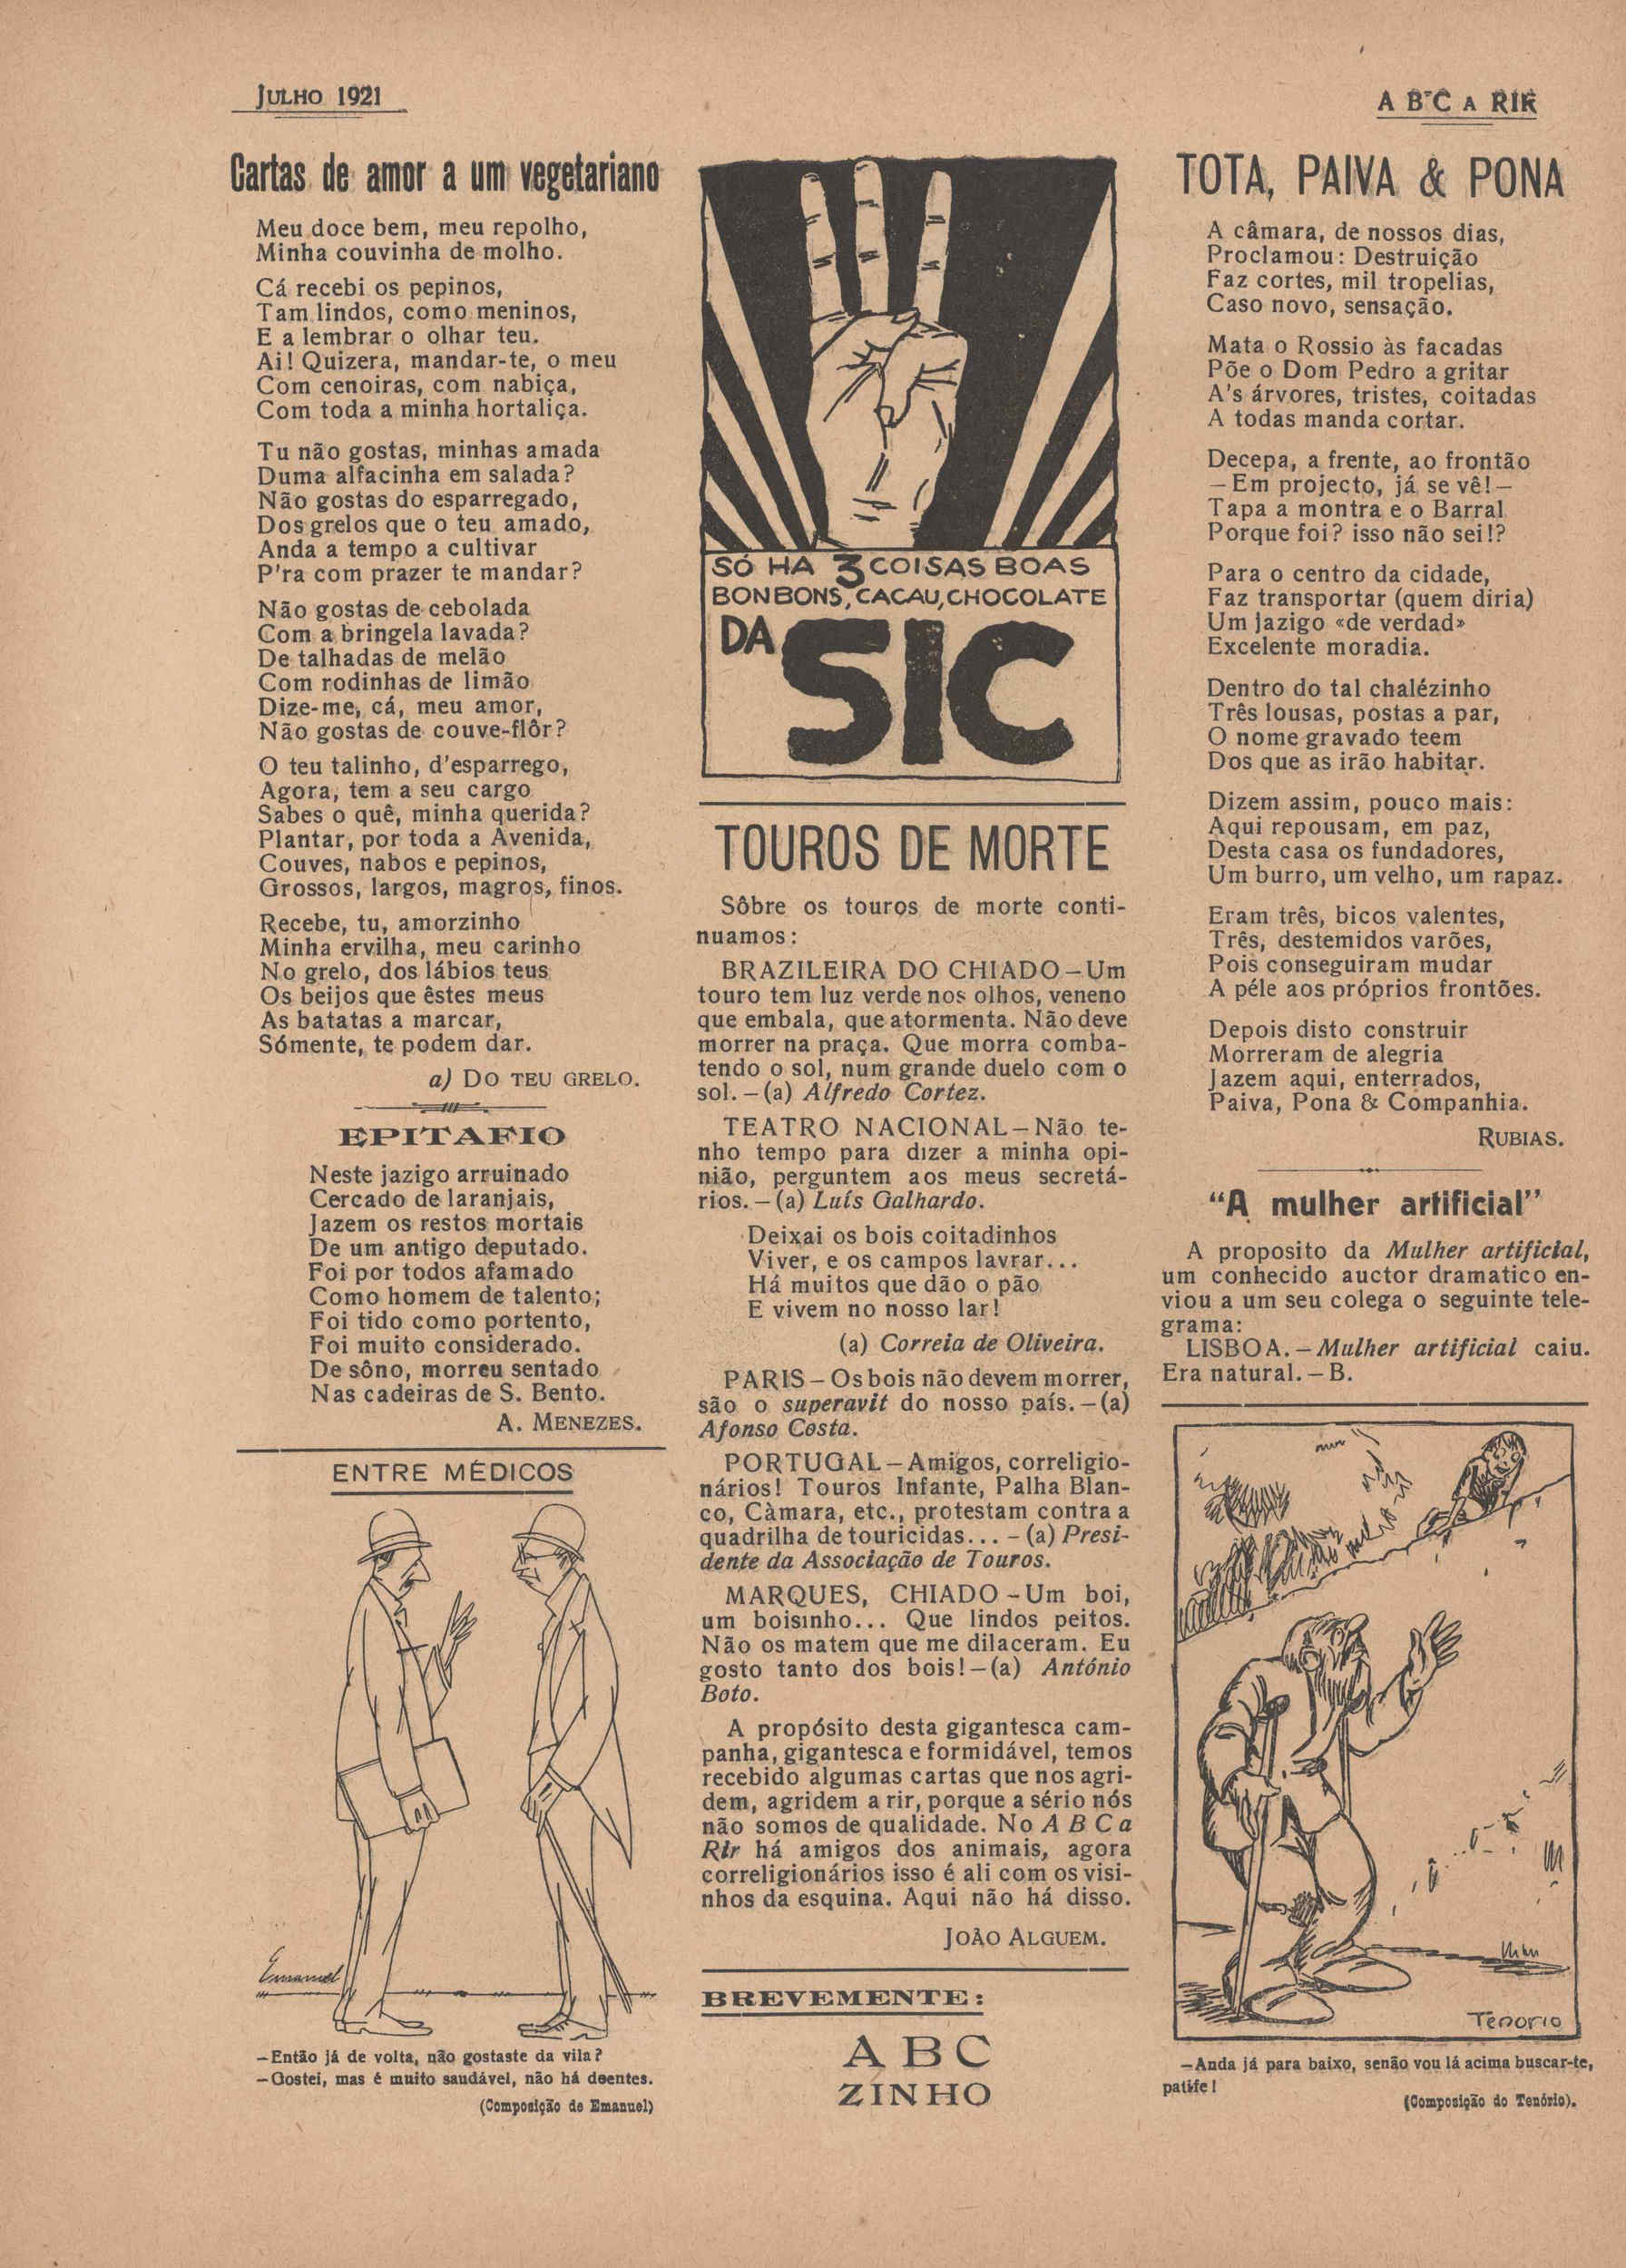 JULHO 1921
A B C A RIR
Cartas de amor a um vegetariano
Meu doce bem, meu repolho,
Minha couvinha de molho.
Cá recebi os pepinos,
Tam lindos, como meninos,
E a lembrar o olhar teu.
Ai! Quizera, mandar-te, o meu
Com cenoiras, com nabiça,
Com toda a minha hortaliça.
Tu não gostas, minhas amada
Duma alfacinha em salada?
Não gostas do esparregado,
Dos grelos que o teu amado,
Anda a tempo a cultivar
P'ra com prazer te mandar?
Não gostas de cebolada
Com a bringela lavada?
De talhadas de melão
Com rodinhas de limão
Dize-me, cá, meu amor,
Não gostas de couve-flôr?
O teu talinho, d'esparrego,
Agora, tem a seu cargo
Sabes o quê, minha querida?
Plantar, por toda a Avenida,
Couves, nabos e pepinos,
Grossos, largos, magros, finos.
Recebe, tu, amorzinho
Minha ervilha, meu carinho
No grelo, dos lábios teus
Os beijos que êstes meus
As batatas a marcar,
Sómente, te podem dar.
a) DO TEU GRELO.
EPITAFIO
Neste jazigo arruinado
Cercado de laranjais,
Jazem os restos mortais
De um antigo deputado.
Foi por todos afamado
Como homem de talento;
Foi tido como portento,
Foi muito considerado.
De sôno, morreu sentado
Nas cadeiras de S. Bento.
A. MENEZES.
ENTRE MÉDICOS
Emanuel
—Então já de volta, não gostaste da vila?
—Gostei, mas é muito saudável, não há doentes.
(Composição de Emanuel)
SÓ HA 3 COISAS BOAS
BONBONS, CACAU, CHOCOLATE
DA SIC
TOUROS DE MORTE
Sôbre os touros de morte conti-
nuamos:
BRAZILEIRA DO CHIADO—Um
touro tem luz verde nos olhos, veneno
que embala, que atormenta. Não deve
morrer na praça. Que morra comba-
tendo o sol, num grande duelo com o
sol.—(a) Alfredo Cortez.
TEATRO NACIONAL—Não te-
nho tempo para dizer a minha opi-
nião, perguntem aos meus secretá-
rios.—(a) Luís Galhardo.
Deixai os bois coitadinhos
Viver, e os campos lavrar...
Há muitos que dão o pão
E vivem no nosso lar!
(a) Correia de Oliveira.
PARIS—Os bois não devem morrer,
são o superavit do nosso país.—(a)
Afonso Costa.
PORTUGAL—Amigos, correligio-
nários! Touros Infante, Palha Blan-
co, Càmara, etc., protestam contra a
quadrilha de touricidas...—(a) Presi-
dente da Associação de Touros.
MARQUES, CHIADO-Um boi,
um boisinho... Que lindos peitos.
Não os matem que me dilaceram. Eu
gosto tanto dos bois!—(a) António
Boto.
A propósito desta gigantesca cam-
panha, gigantesca e formidável, temos
recebido algumas cartas que nos agri-
dem, agridem a rir, porque a sério nós
não somos de qualidade. No A B C a
Rir há amigos dos animais, agora
correligionários isso é ali com os visi-
nhos da esquina. Aqui não há disso.
JOÃO ALGUEM.
BREVEMENTE:
A B C
ZINHO
TOTA, PAIVA & PONA
A câmara, de nossos dias,
Proclamou: Destruição
Faz cortes, mil tropelias,
Caso novo, sensação.
Mata o Rossio às facadas
Põe o Dom Pedro a gritar
A's árvores, tristes, coitadas
A todas manda cortar.
Decepa, a frente, ao frontão
—Em projecto, já se vê!—
Tapa a montra e o Barral
Porque foi? isso não sei!?
Para o centro da cidade,
Faz transportar (quem diria)
Um jazigo «de verdad»
Excelente moradia.
Dentro do tal chalézinho
Três lousas, postas a par,
O nome gravado teem
Dos que as irão habitar.
Dizem assim, pouco mais:
Aqui repousam, em paz,
Desta casa os fundadores,
Um burro, um velho, um rapaz.
Eram três, bicos valentes,
Três, destemidos varões,
Pois conseguiram mudar
A péle aos próprios frontões.
Depois disto construir
Morreram de alegria
Jazem aqui, enterrados,
Paiva, Pona & Companhia.
RUBIAS.
"A mulher artificial"
A proposito da Mulher artificial,
um conhecido auctor dramatico en-
viou a um seu colega o seguinte tele-
grama:
LISBOA.—Mulher artificial caiu.
Era natural.—B.
TENORIO
—Anda já para baixo, senão vou lá acima buscar-te,
patife!
(Composição do Tenório).